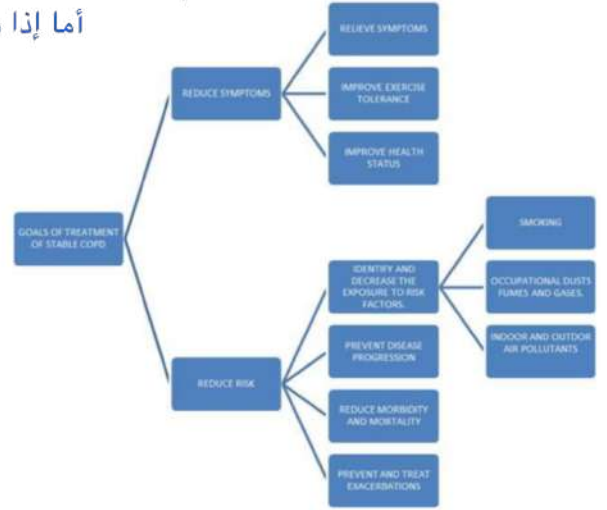 أما إذا
RELIEVE SYMPTOMS
REDUCE SYMPTOMS
IMPROVE EXERCISE
TOLERANCE
IMPROVE HEALTH
STATUS
GOALS OF TREATMENT
OF STABLE COPD
SMOKING
IDENTIFY AND
DECREASE THE
EXPOSURE TO RISK
FACTORS.
OCCUPATIONAL DUSTS
FUMES AND GASES.
INDOOR AND OUTDOR
AIR POLLUTANTS
PREVENT DISEASE
PROGRESSION
REDUCE RISK
REDUCE MORBIDITY
AND MORTALITY
PREVENT AND TREAT
EXACERBATIONS